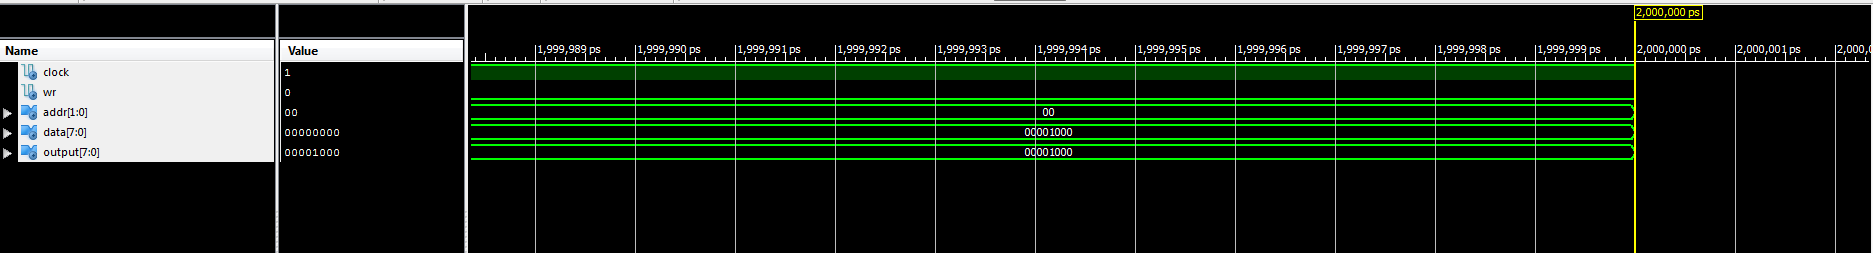 2,000,000 ps
Name Value
1,999,989 ps 1,999,990 ps 1,999,991 ps 1,999,992 ps 1,999,993 ps 1,999,994 ps 1,999,995 ps 1,999,996 ps 1,999,997 ps 1,999,998 ps 1,999,999 ps 2,000,000 ps 2,000,001 ps 2,000,0
clock 1
wr 0
addr[1:0] 00 00
data[7:0] 00000000 00001000
output[7:0] 00001000 00001000